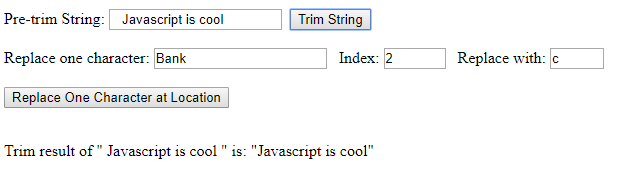 Pre-trim String: Javascript is cool Trim String
Replace one character: Bank Index: 2 Replace with: c
Replace One Character at Location
Trim result of " Javascript is cool " is: "Javascript is cool"